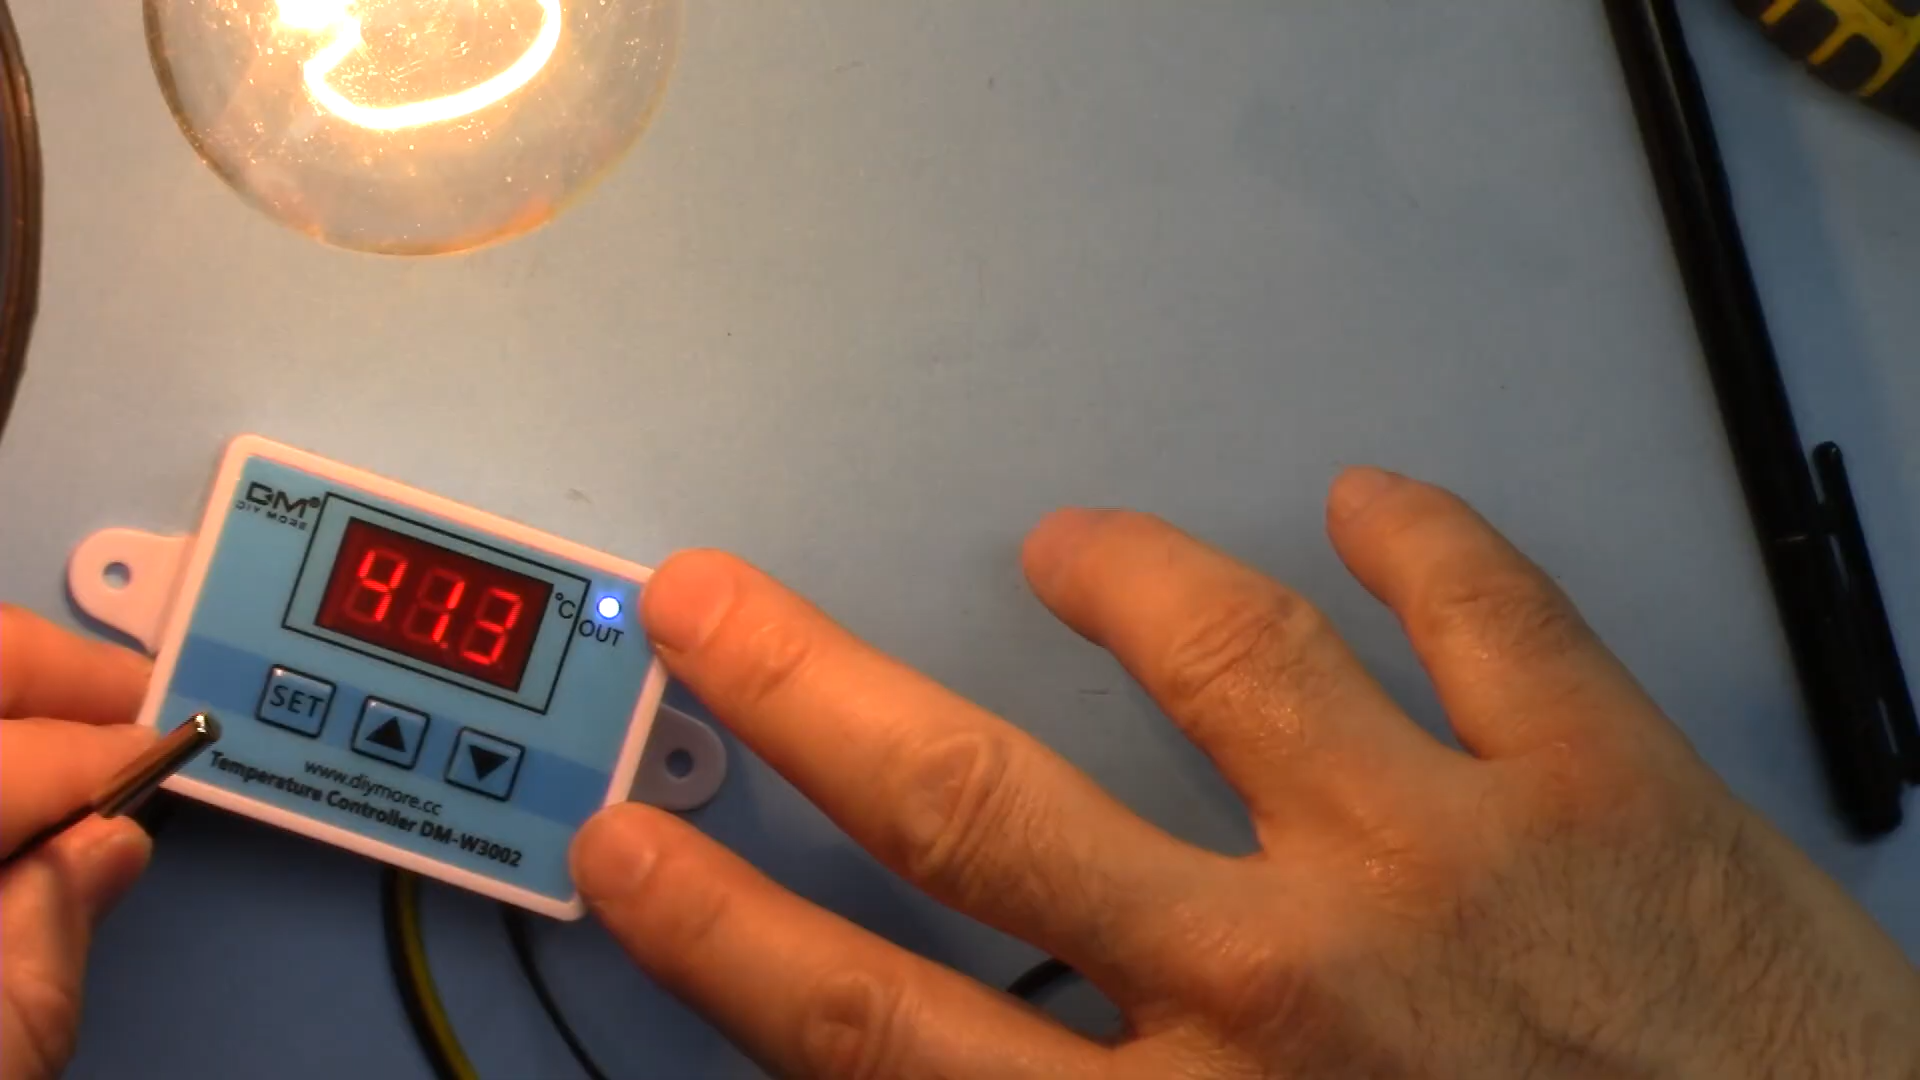 DM®
DIY MORE
41.3
°C
OUT
SET
www.diymore.cc
Temperature Controller DM-W3002